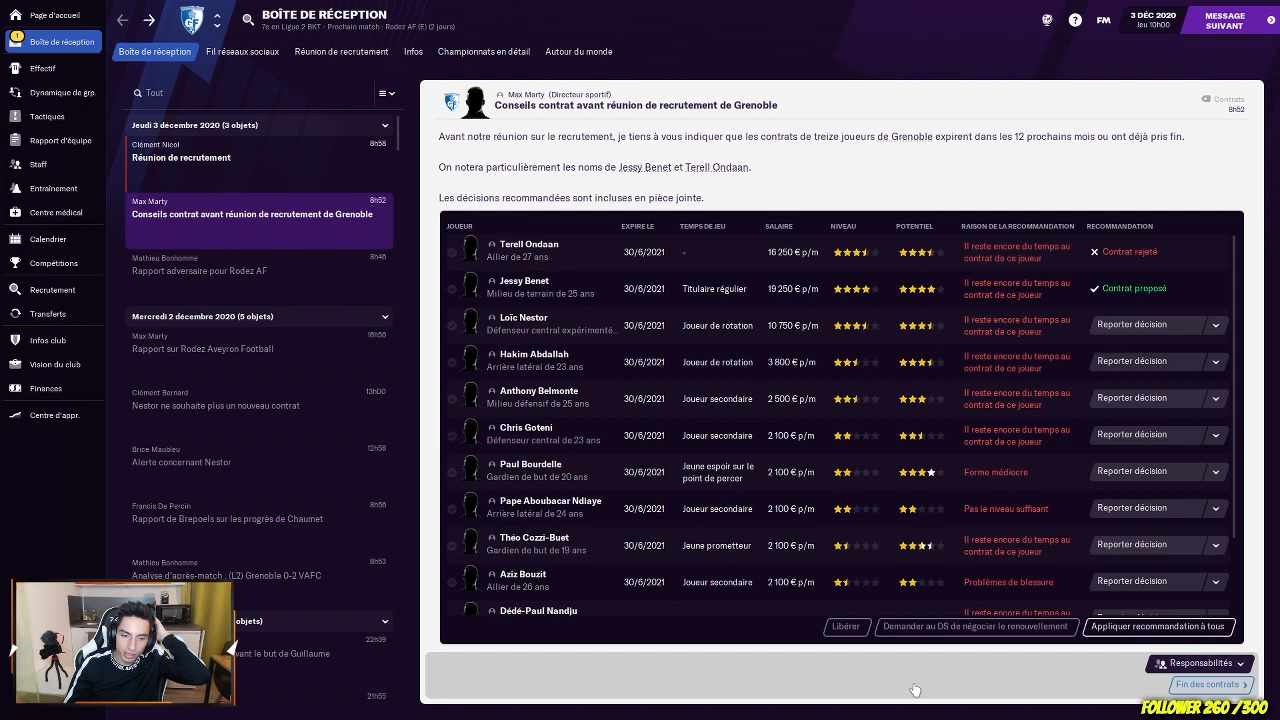 Page d'accueil
1
Boîte de réception
Effectif
Dynamique de grp.
Tactiques
Rapport d'équipe
Staff
Entraînement
Centre médical
Calendrier
Compétitions
Recrutement
Transferts
Infos club
Vision du club
Finances
Centre d'appr.
BOÎTE DE RÉCEPTION
7e en Ligue 2 BKT - Prochain match : Rodez AF (E) (2 jours)
FM
3 DÉC 2020
Jeu 10h00
MESSAGE
SUIVANT
Boîte de réception
Fil réseaux sociaux
Réunion de recrutement
Infos
Championnats en détail
Autour du monde
Tout
Jeudi 3 décembre 2020 (3 objets)
Clément Nicol
8h58
Réunion de recrutement
Max Marty
8h52
Conseils contrat avant réunion de recrutement de Grenoble
Mathieu Bonhomme
8h46
Rapport adversaire pour Rodez AF
Mercredi 2 décembre 2020 (5 objets)
Max Marty
16h56
Rapport sur Rodez Aveyron Football
Clément Bernard
13h00
Nestor ne souhaite plus un nouveau contrat
Brice Maubleu
12h58
Alerte concernant Nestor
Francis De Percin
8h56
Rapport de Brepoels sur les progrès de Chaumet
Mathieu Bonhomme
8h53
Analyse d'après-match : (L2) Grenoble 0-2 VAFC
objets)
22h39
vant le but de Guillaume
21h55
Max Marty (Directeur sportif)
Conseils contrat avant réunion de recrutement de Grenoble
Contrats
8h52
Avant notre réunion sur le recrutement, je tiens à vous indiquer que les contrats de treize joueurs de Grenoble expirent dans les 12 prochains mois ou ont déjà pris fin.
On notera particulièrement les noms de Jessy Benet et Terell Ondaan.
Les décisions recommandées sont incluses en pièce jointe.
JOUEUR EXPIRE LE TEMPS DE JEU SALAIRE NIVEAU POTENTIEL RAISON DE LA RECOMMANDATION RECOMMANDATION
Terell Ondaan
Ailier de 27 ans
30/6/2021 - 16 250 € p/m
Il reste encore du temps au
contrat de ce joueur
Contrat rejeté
Jessy Benet
Milieu de terrain de 25 ans
30/6/2021 Titulaire régulier 19 250 € p/m
Il reste encore du temps au
contrat de ce joueur
Contrat proposé
Loïc Nestor
Défenseur central expérimenté...
30/6/2021 Joueur de rotation 10 750 € p/m
Il reste encore du temps au
contrat de ce joueur
Reporter décision
Hakim Abdallah
Arrière latéral de 23 ans
30/6/2021 Joueur de rotation 3 800 € p/m
Il reste encore du temps au
contrat de ce joueur
Reporter décision
Anthony Belmonte
Milieu défensif de 25 ans
30/6/2021 Joueur secondaire 2 500 € p/m
Il reste encore du temps au
contrat de ce joueur
Reporter décision
Chris Goteni
Défenseur central de 23 ans
30/6/2021 Joueur secondaire 2 100 € p/m
Il reste encore du temps au
contrat de ce joueur
Reporter décision
Paul Bourdelle
Gardien de but de 20 ans
30/6/2021
Jeune espoir sur le
point de percer
2 100 € p/m
Forme médiocre
Reporter décision
Pape Aboubacar Ndiaye
Arrière latéral de 24 ans
30/6/2021 Joueur secondaire 2 100 € p/m
Pas le niveau suffisant
Reporter décision
Théo Cozzi-Buet
Gardien de but de 19 ans
30/6/2021 Jeune prometteur 2 100 € p/m
Il reste encore du temps au
contrat de ce joueur
Reporter décision
Aziz Bouzit
Ailier de 26 ans
30/6/2021 Joueur secondaire 2 100 € p/m
Problèmes de blessure
Reporter décision
Dédé-Paul Nandju
Il reste encore du temps au
Libérer
Demander au DS de négocier le renouvellement
Appliquer recommandation à tous
Responsabilités
Fin des contrats
FOLLOWER 260 /300